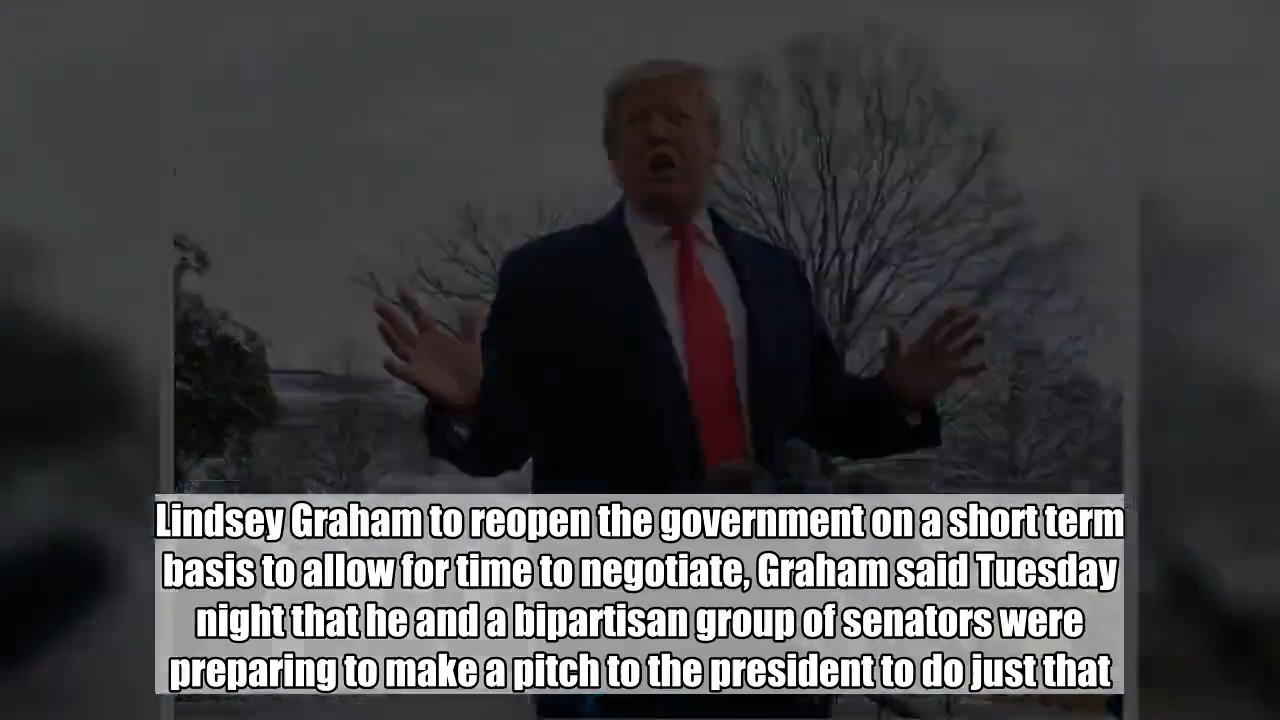 Lindsey Graham to reopen the government on a short term
basis to allow for time to negotiate, Graham said Tuesday
night that he and a bipartisan group of senators were
preparing to make a pitch to the president to do just that